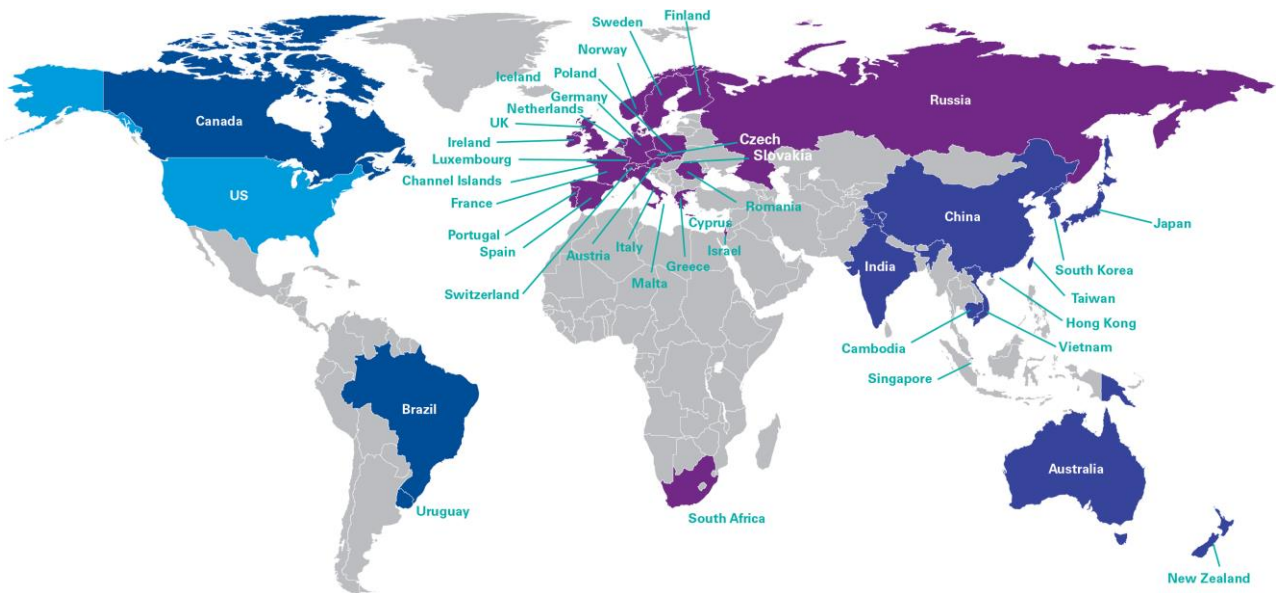 Finland
Sweden
Norway
Iceland
Poland
Germany
Netherlands
UK
Ireland
Luxembourg
Channel Islands
France
Portugal
Spain
Switzerland
Austria
Italy
Malta
Greece
Cyprus
Israel
Romania
Czech
Slovakia
Russia
Canada
US
Brazil
Uruguay
South Africa
China
India
Japan
South Korea
Taiwan
Hong Kong
Vietnam
Cambodia
Singapore
Australia
New Zealand